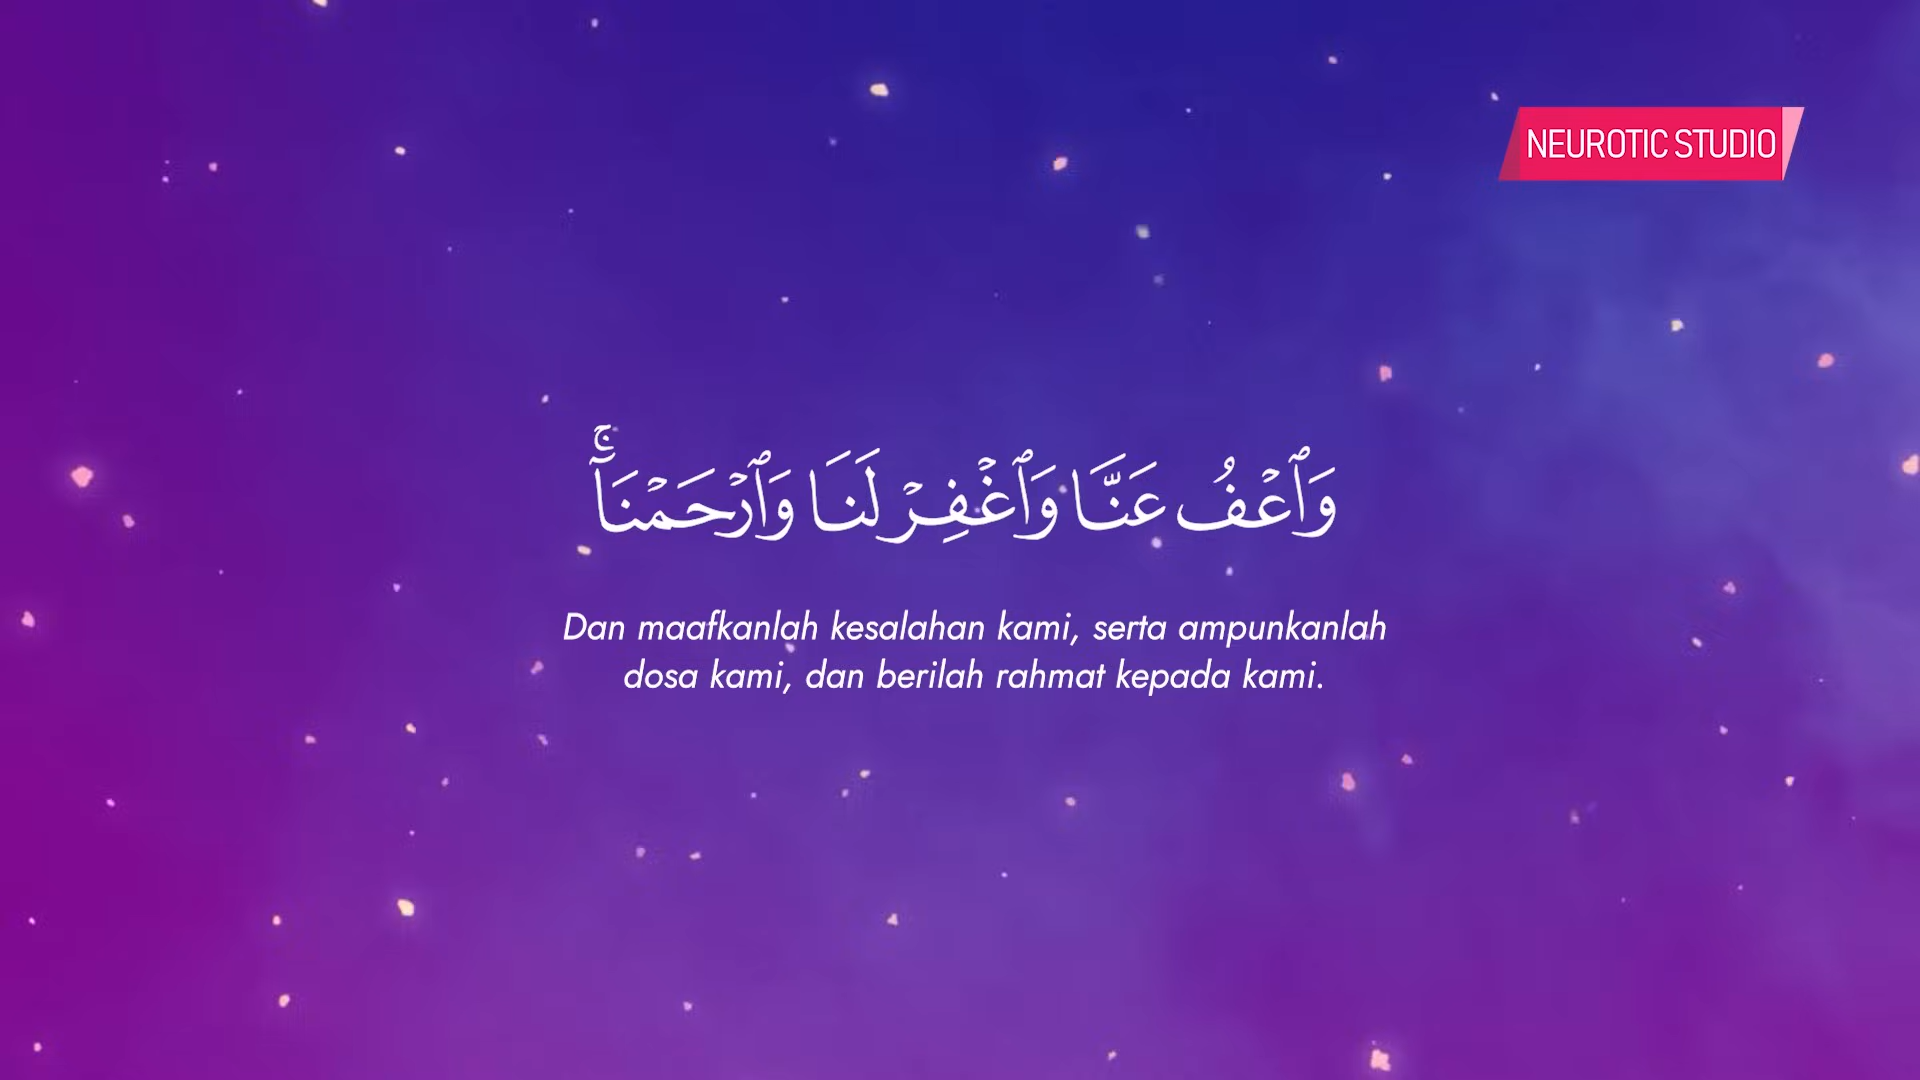 NEUROTIC STUDIO
وَٱعۡفُ عَنَّا وَٱغۡفِرۡ لَنَا وَٱرۡحَمۡنَآۚ
Dan maafkanlah kesalahan kami, serta ampunkanlah
dosa kami, dan berilah rahmat kepada kami.